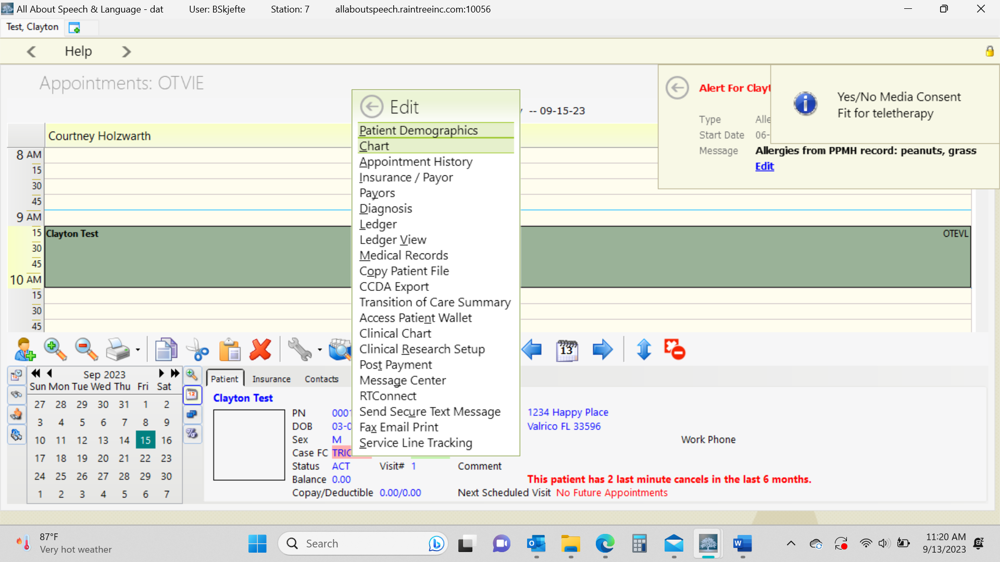 All About Speech & Language - dat User: BSkjefte Station: 7 allaboutspeech.raintreeinc.com:10056
Test, Clayton
Help
Appointments: OTVIE
-- 09-15-23
Courtney Holzwarth
8 AM
15
30
45
9 AM
15 Clayton Test OTEVL
30
45
10 AM
15
30
45
Edit
Patient Demographics
Chart
Appointment History
Insurance / Payor
Payors
Diagnosis
Ledger
Ledger View
Medical Records
Copy Patient File
CCDA Export
Transition of Care Summary
Access Patient Wallet
Clinical Chart
Clinical Research Setup
Post Payment
Message Center
RTConnect
Send Secure Text Message
Fax Email Print
Service Line Tracking
Alert For Clayt
Type Alle
Start Date 06-
Message Allergies from PPMH record: peanuts, grass
Edit
Yes/No Media Consent
Fit for teletherapy
13
Sep 2023
Sun Mon Tue Wed Thu Fri Sat
27 28 29 30 31 1 2
3 4 5 6 7 8 9
10 11 12 13 14 15 16
17 18 19 20 21 22 23
24 25 26 27 28 29 30
1 2 3 4 5 6 7
12
Patient Insurance Contacts
Clayton Test
PN 0001
DOB 03-0
Sex M
Case FC TRIC
Status ACT Visit# 1 Comment
Balance 0.00
Copay/Deductible 0.00/0.00 Next Scheduled Visit No Future Appointments
1234 Happy Place
Valrico FL 33596
Work Phone
This patient has 2 last minute cancels in the last 6 months.
87°F
Very hot weather
Search
11:20 AM
9/13/2023